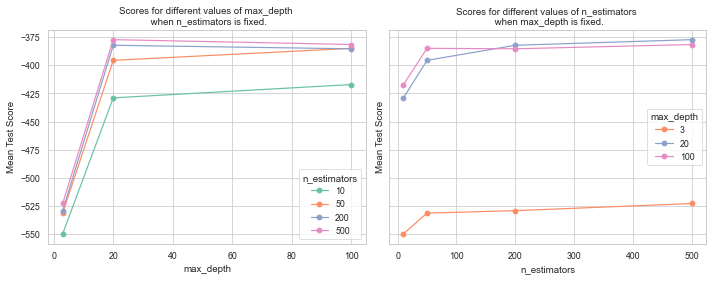 Scores for different values of max_depth
when n_estimators is fixed.
Mean Test Score
−375
−400
−425
−450
−475
−500
−525
−550
0
20
40
60
80
100
max_depth
n_estimators
10
50
200
500
Scores for different values of n_estimators
when max_depth is fixed.
Mean Test Score
0
100
200
300
400
500
n_estimators
max_depth
3
20
100